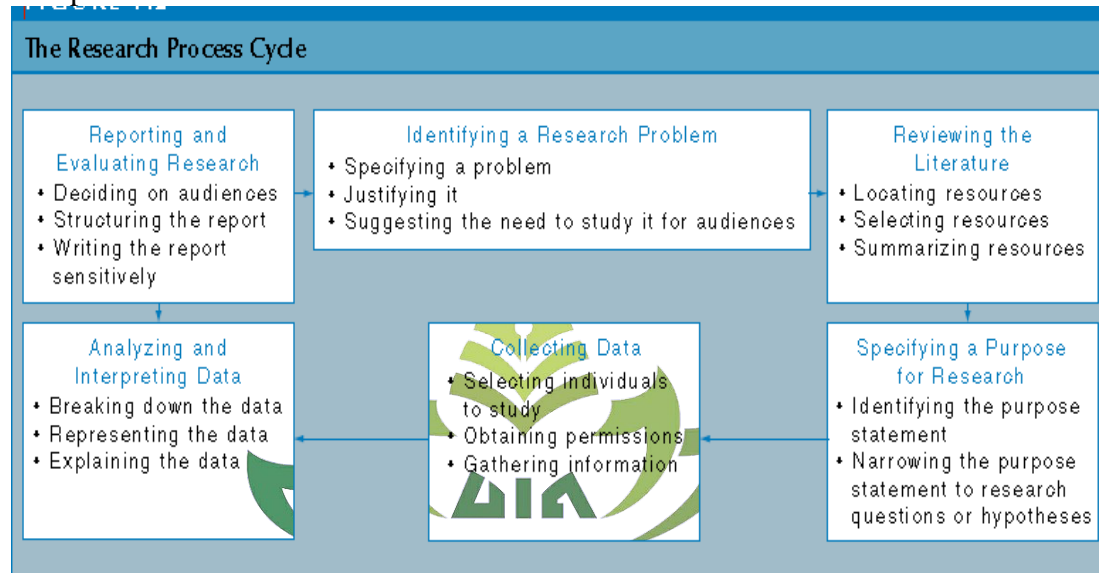 The Research Process Cycle
Reporting and
Evaluating Research
• Deciding on audiences
• Structuring the report
• Writing the report
sensitively
Identifying a Research Problem
• Specifying a problem
• Justifying it
• Suggesting the need to study it for audiences
Reviewing the
Literature
• Locating resources
• Selecting resources
• Summarizing resources
Analyzing and
Interpreting Data
• Breaking down the data
• Representing the data
• Explaining the data
Collecting Data
• Selecting individuals
to study
• Obtaining permissions
• Gathering information
Specifying a Purpose
for Research
• Identifying the purpose
statement
• Narrowing the purpose
statement to research
questions or hypotheses